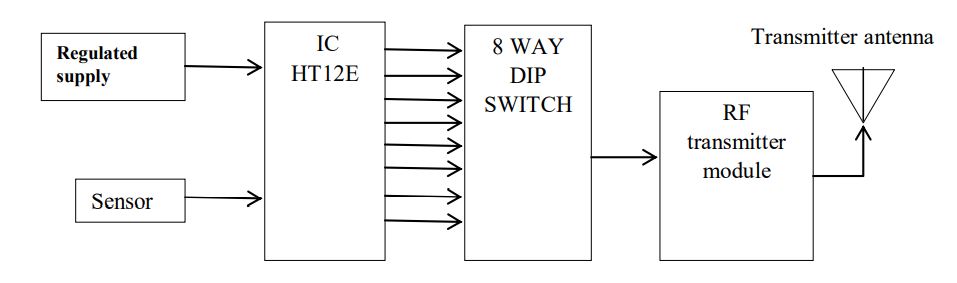 Regulated
supply
Sensor
IC
HT12E
8 WAY
DIP
SWITCH
RF
transmitter
module
Transmitter antenna